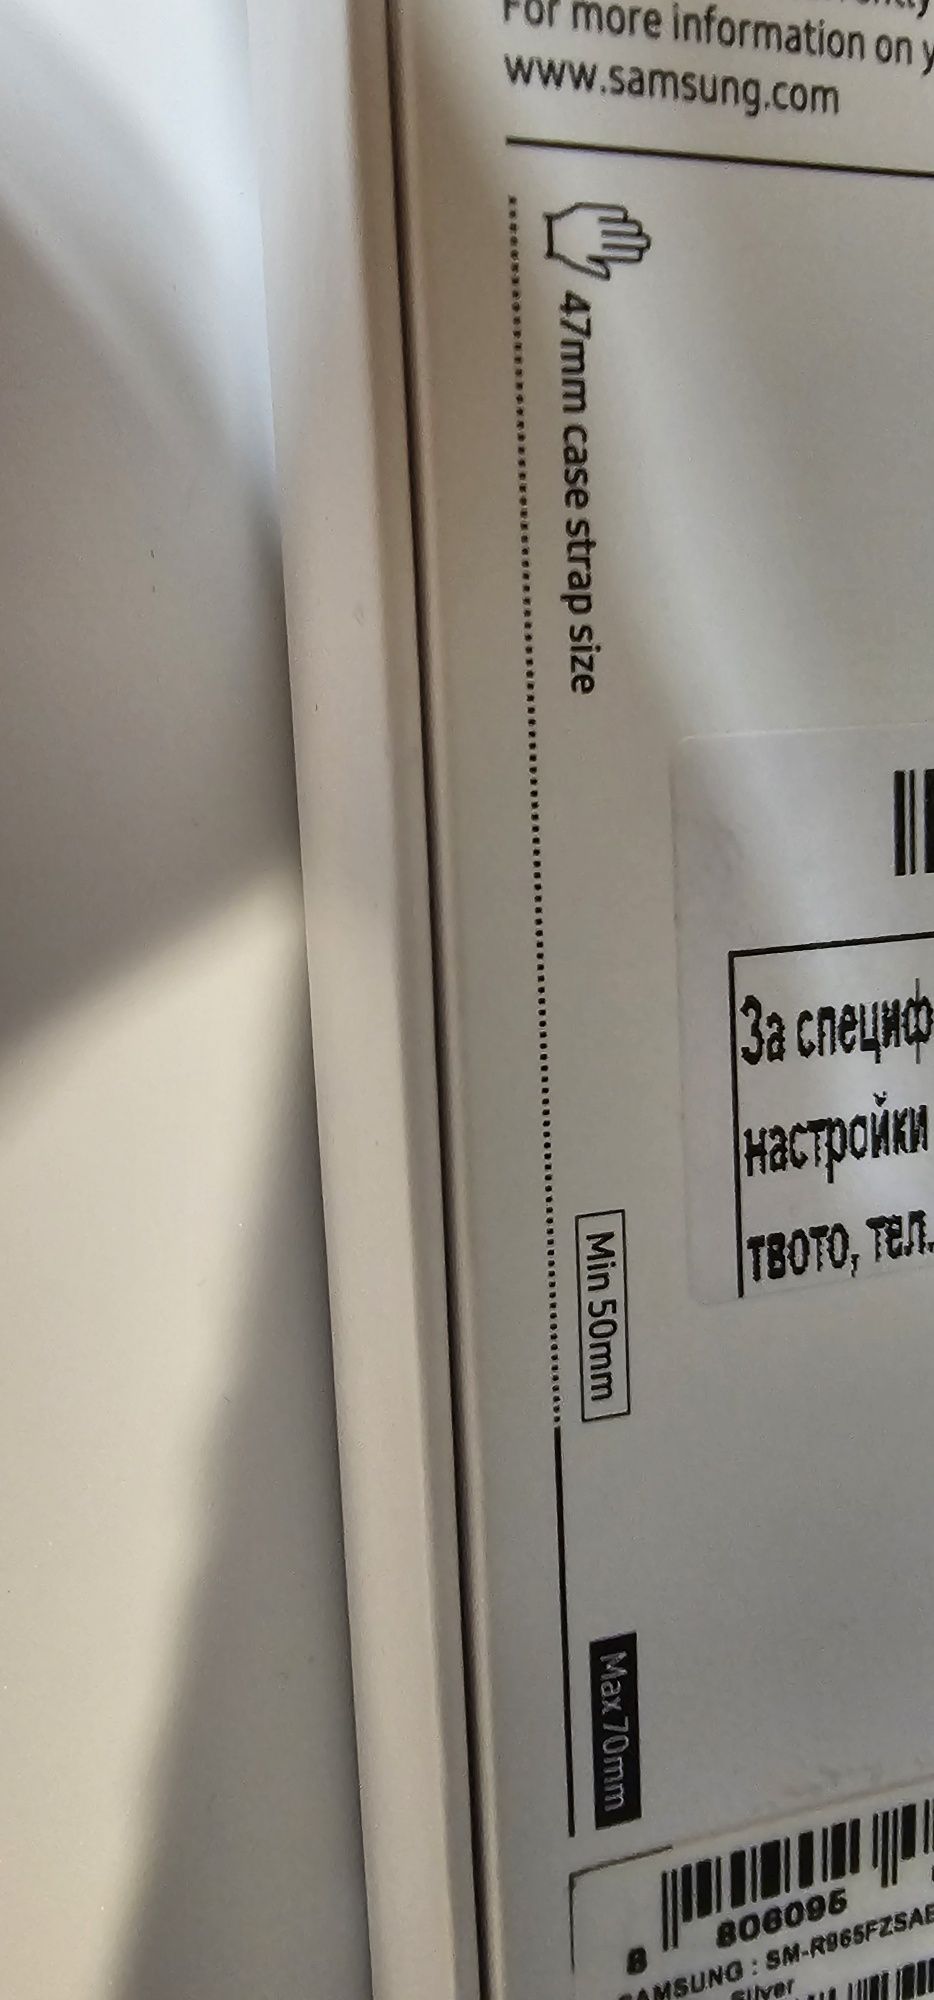 For more information on
www.samsung.com
47mm case strap size
За специф
настройки
твото, тел.
Min 50mm
Max 70mm
8 806095
SAMSUNG : SM-R965FZSAE
Silver